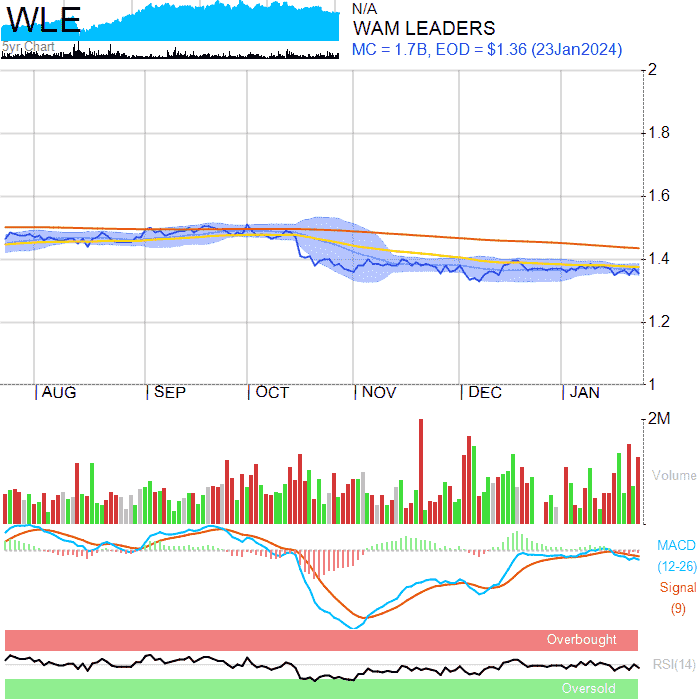 WLE
5yr Chart
N/A
WAM LEADERS
MC = 1.7B, EOD = $1.36 (23Jan2024)
2
1.8
1.6
1.4
1.2
1
AUG SEP OCT NOV DEC JAN
2M
Volume
MACD
(12-26)
Signal
(9)
Overbought
RSI(14)
Oversold